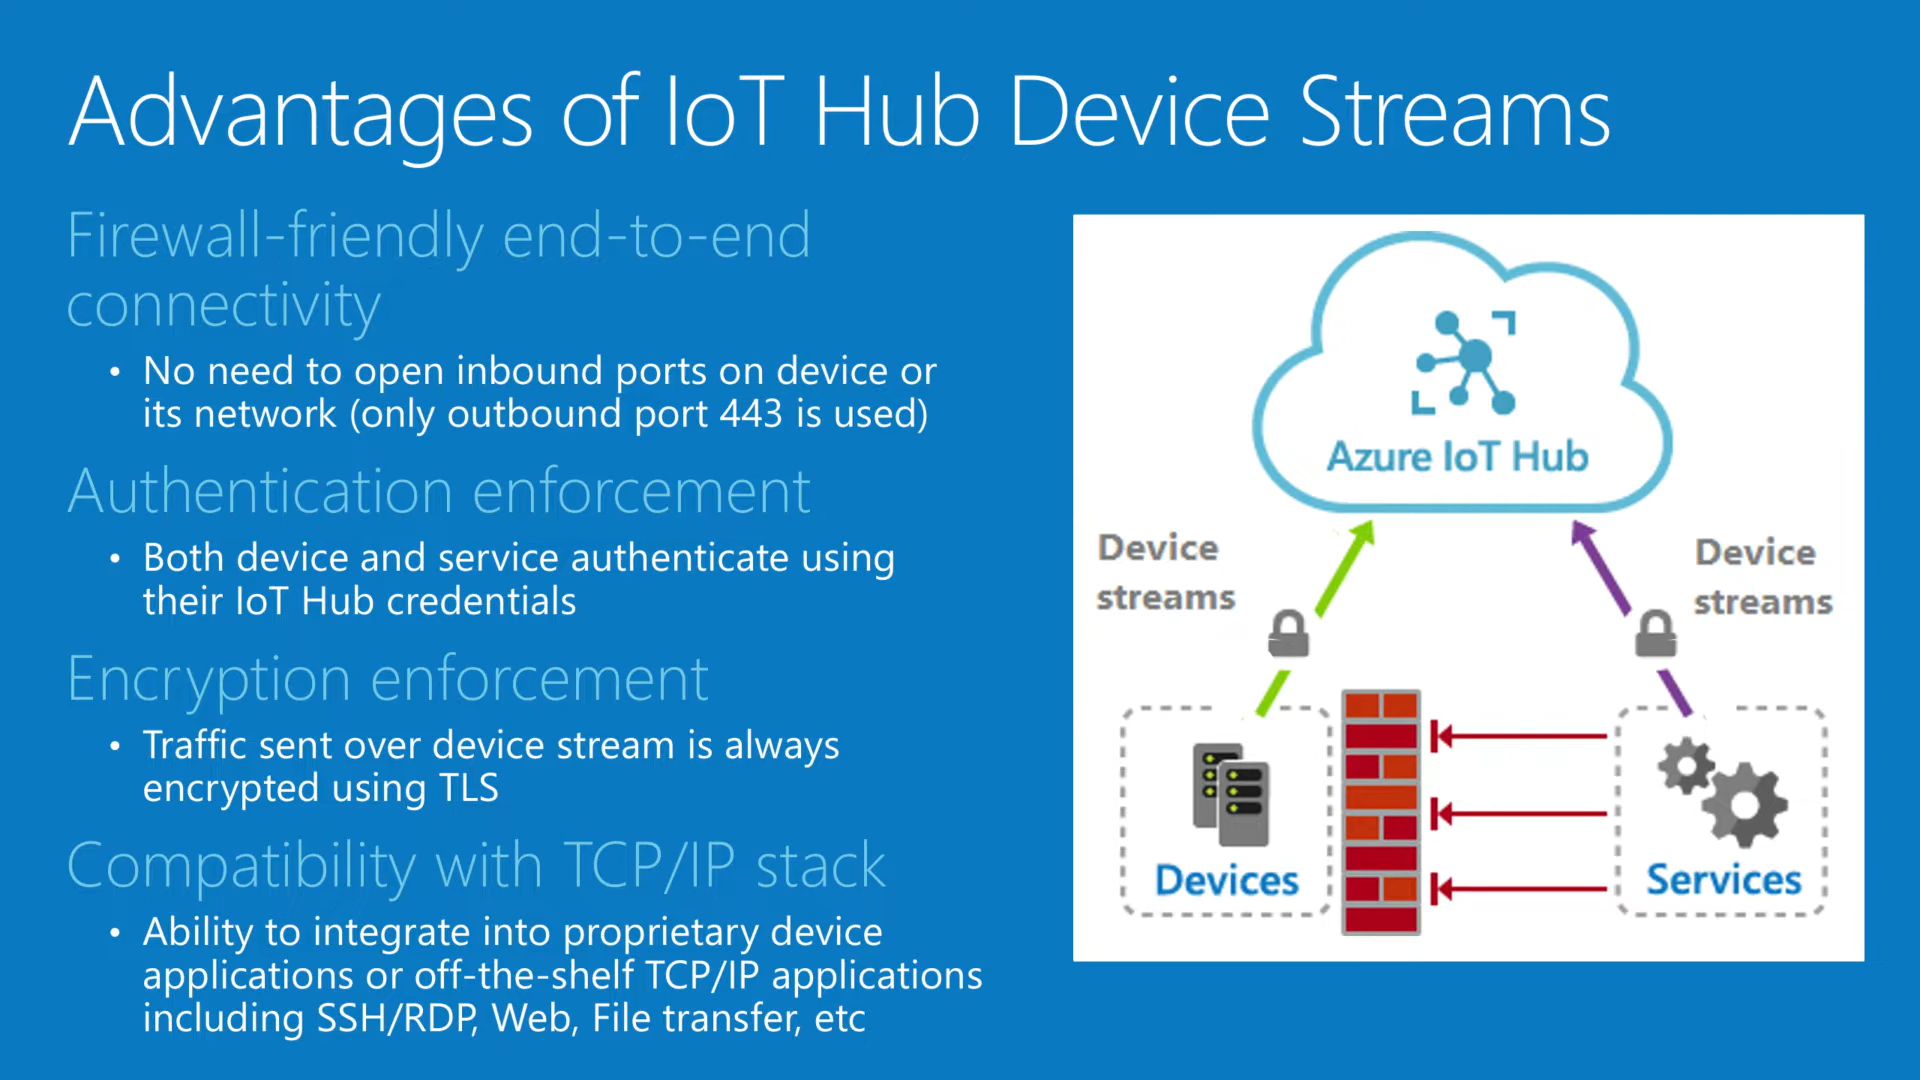 Advantages of IoT Hub Device Streams
Firewall-friendly end-to-end
connectivity
• No need to open inbound ports on device or
its network (only outbound port 443 is used)
Authentication enforcement
• Both device and service authenticate using
their IoT Hub credentials
Encryption enforcement
• Traffic sent over device stream is always
encrypted using TLS
Compatibility with TCP/IP stack
• Ability to integrate into proprietary device
applications or off-the-shelf TCP/IP applications
including SSH/RDP, Web, File transfer, etc
Azure IoT Hub
Device
streams
Device
streams
Devices
Services